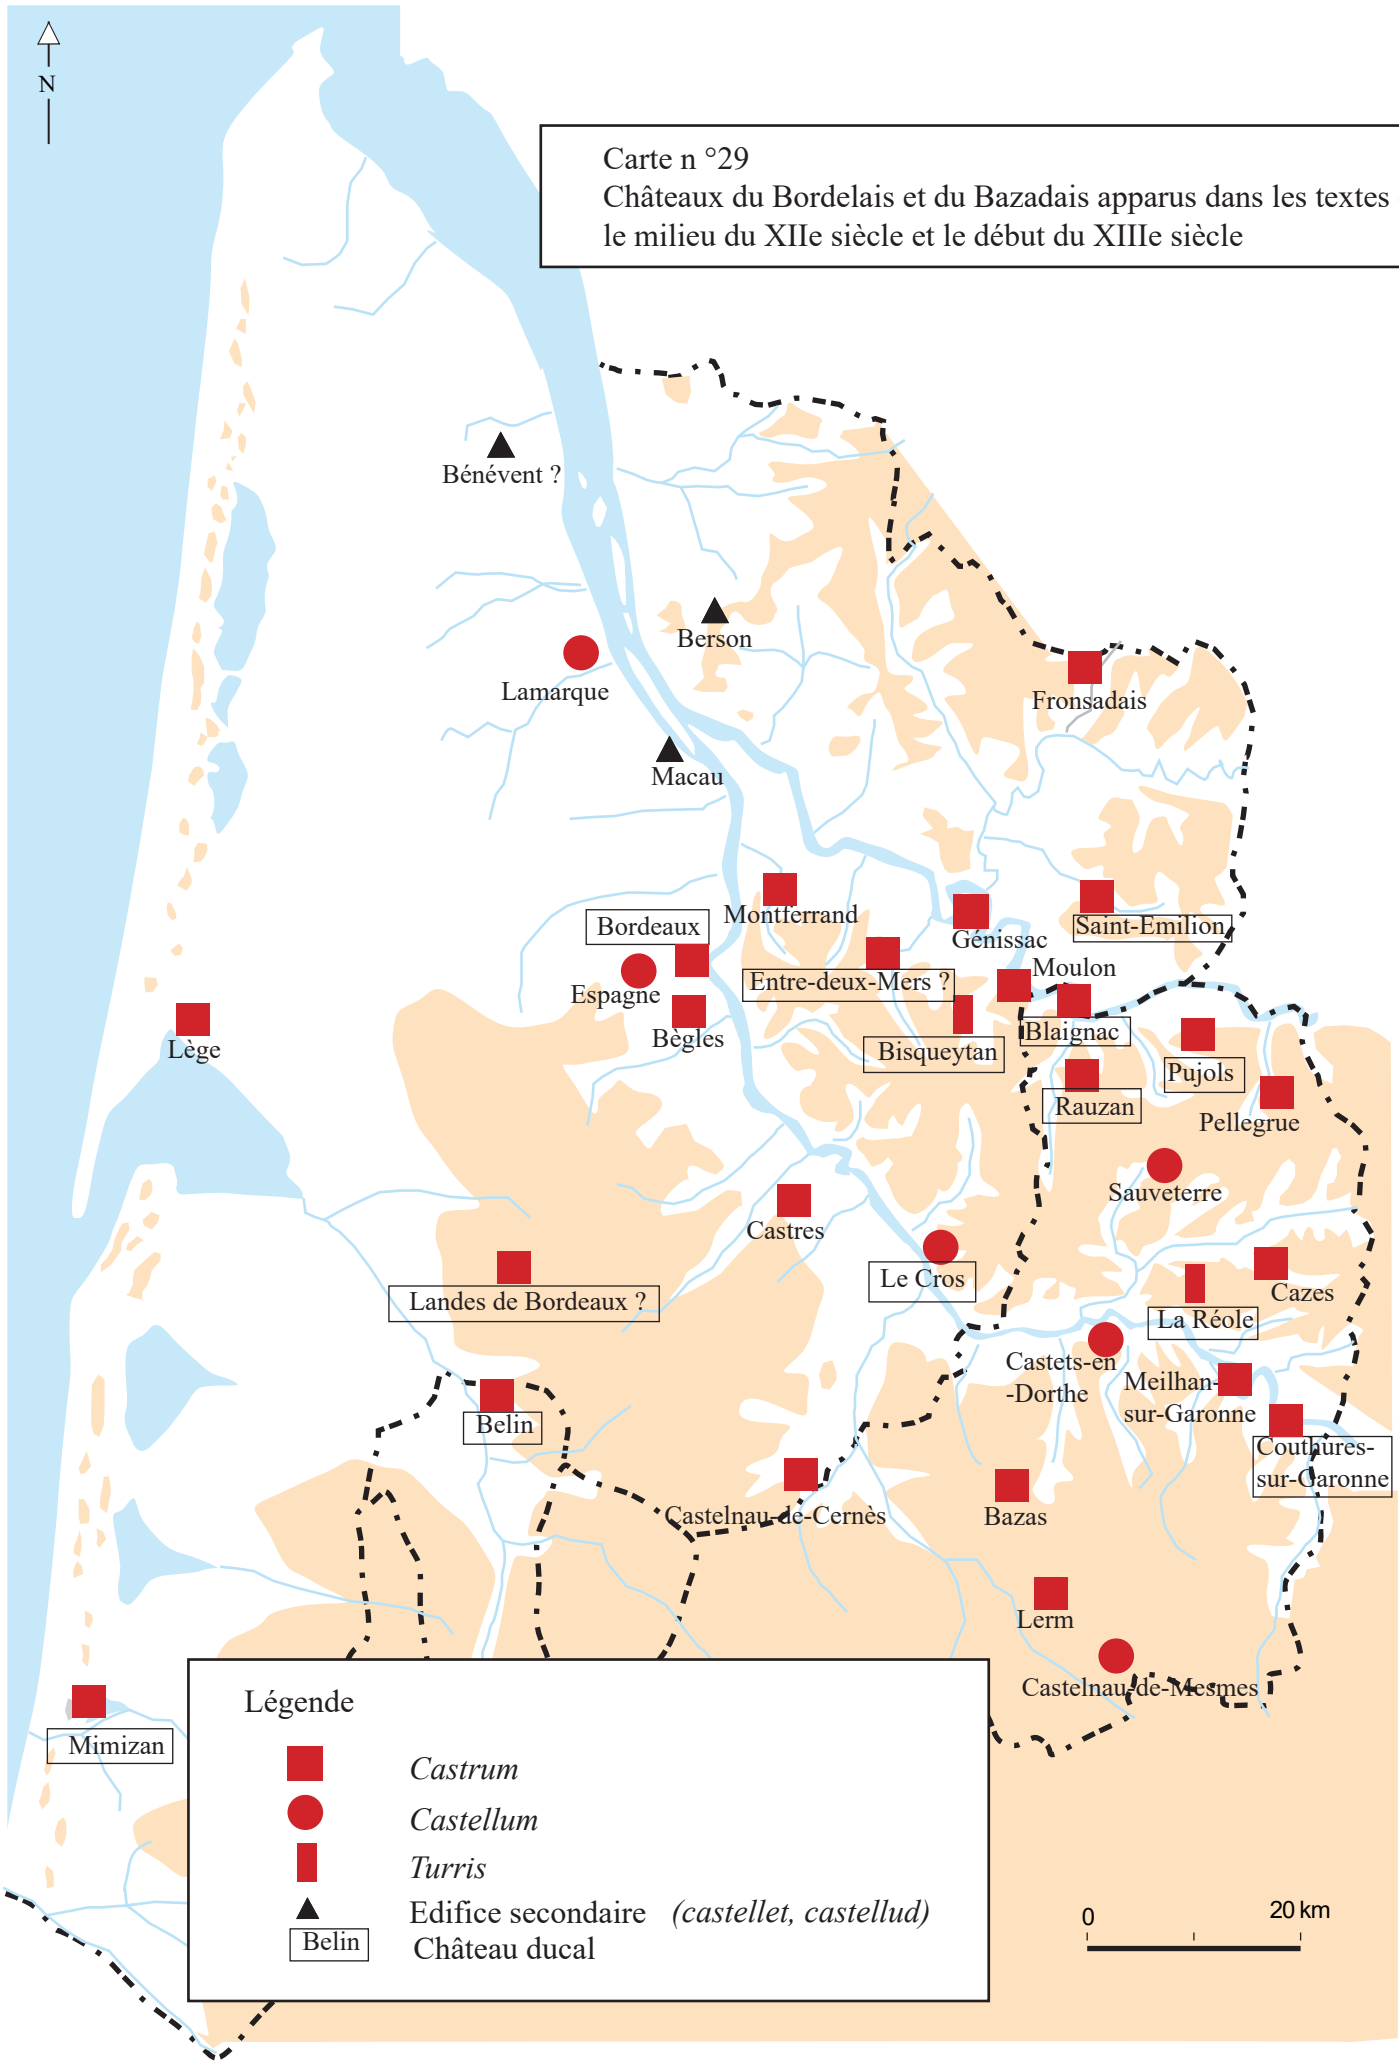 N
Carte n °29
Châteaux du Bordelais et du Bazadais apparus dans les textes
le milieu du XIIe siècle et le début du XIIIe siècle
Bénévent ?
Berson
Lamarque
Fronsadais
Macau
Montferrand
Bordeaux
Saint-Emilion
Génissac
Moulon
Entre-deux-Mers ?
Espagne
Bègles
Blaignac
Lège
Bisqueytan
Pujols
Rauzan
Pellegrue
Sauveterre
Castres
Le Cros
Cazes
Landes de Bordeaux ?
La Réole
Castets-en
-Dorthe
Meilhan-
sur-Garonne
Belin
Couthures-
sur-Garonne
Castelnau-de-Cernès
Bazas
Lerm
Castelnau-de-Mesmes
Mimizan
Légende
Castrum
Castellum
Turris
Edifice secondaire (castellet, castellud)
Belin
Château ducal
0
20 km